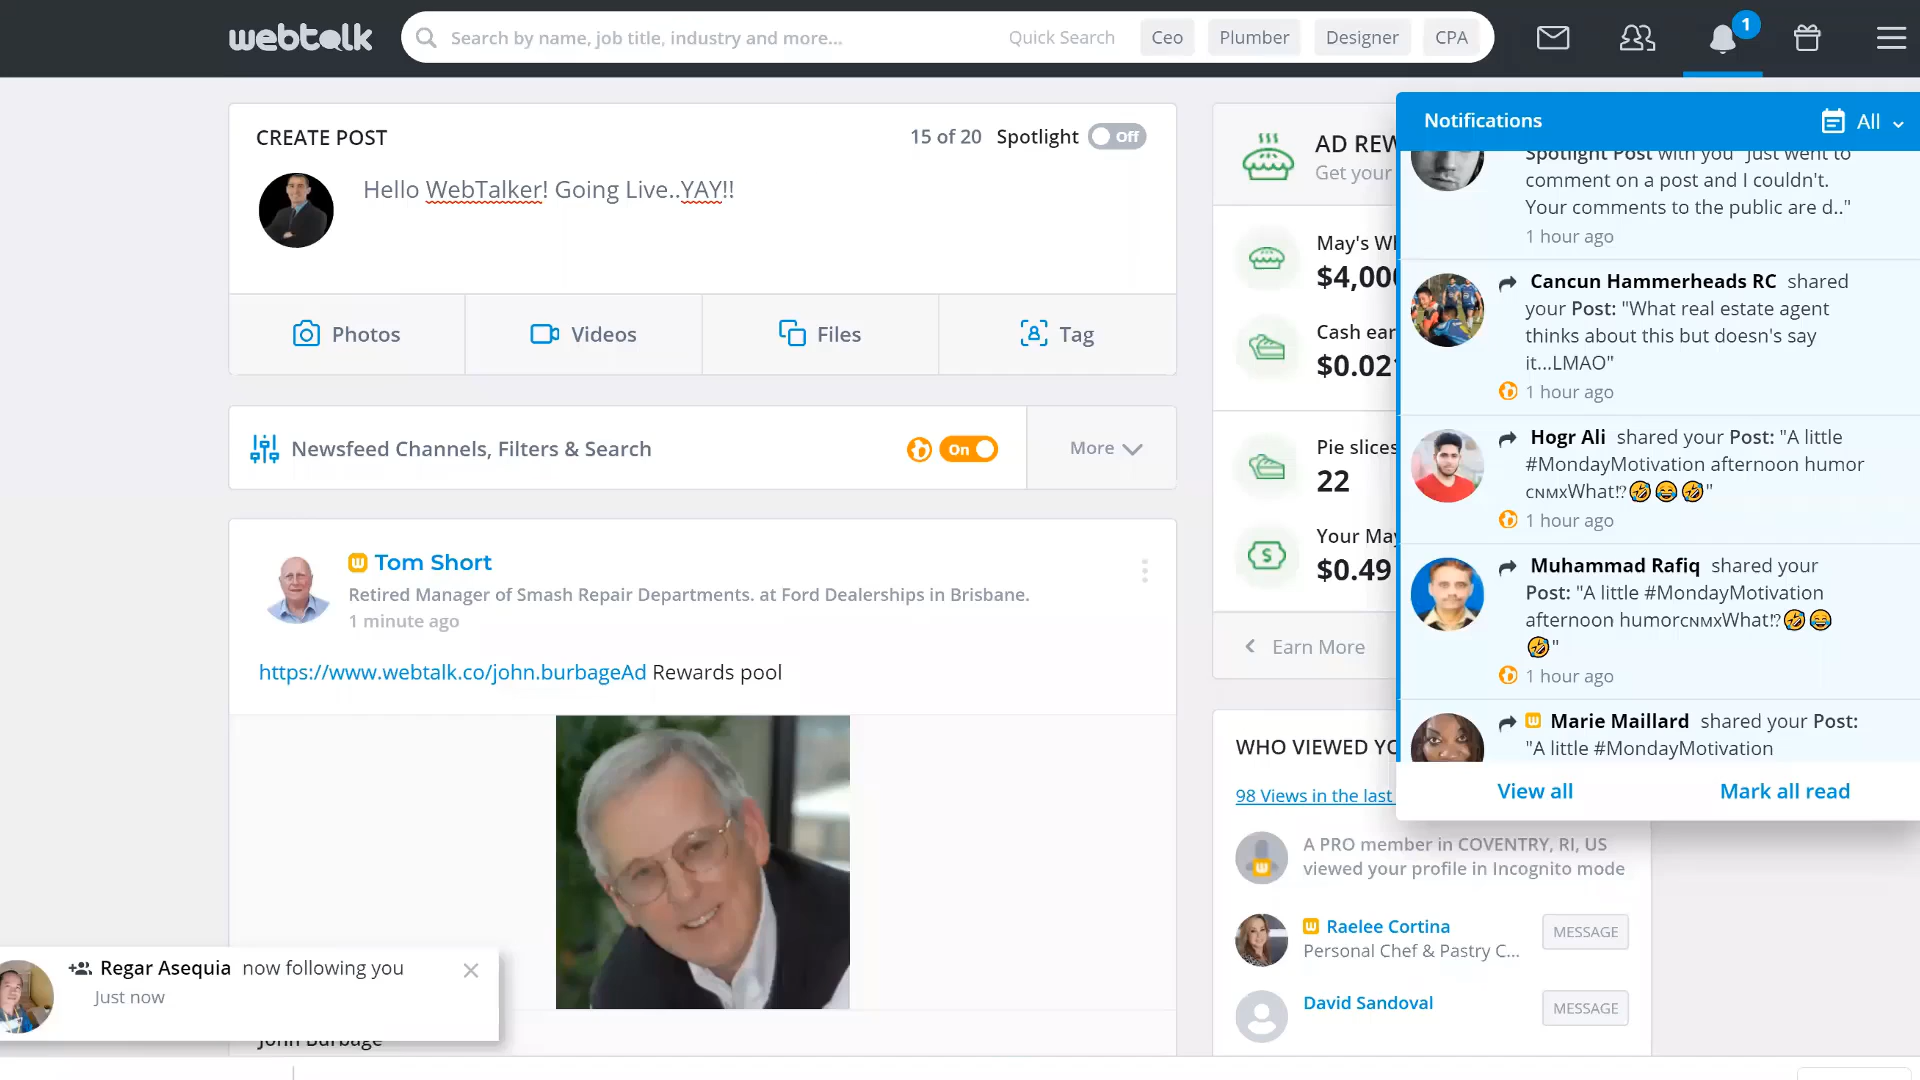 webtalk
Search by name, job title, industry and more...
Quick Search
Ceo
Plumber
Designer
CPA
1
CREATE POST
15 of 20
Spotlight
Off
Hello WebTalker! Going Live..YAY!!
Photos
Videos
Files
Tag
Newsfeed Channels, Filters & Search
On
More
Tom Short
Retired Manager of Smash Repair Departments. at Ford Dealerships in Brisbane.
1 minute ago
https://www.webtalk.co/john.burbageAd Rewards pool
John Burbage
Regar Asequia now following you
Just now
AD REW
Get your
May's Wh
$4,000
Cash ear
$0.021
Pie slices
22
Your May
$0.49
Earn More
WHO VIEWED YO
98 Views in the last
A PRO member in COVENTRY, RI, US
viewed your profile in Incognito mode
Raelee Cortina
Personal Chef & Pastry C...
MESSAGE
David Sandoval
MESSAGE
Notifications
All
Spotlight Post with you "Just went to
comment on a post and I couldn't.
Your comments to the public are d.."
1 hour ago
Cancun Hammerheads RC shared
your Post: "What real estate agent
thinks about this but doesn's say
it...LMAO"
1 hour ago
Hogr Ali shared your Post: "A little
#MondayMotivation afternoon humor
ᴄɴᴍxWhat⁉🤣😂🤣"
1 hour ago
Muhammad Rafiq shared your
Post: "A little #MondayMotivation
afternoon humorᴄɴᴍxWhat⁉🤣😂
🤣"
1 hour ago
Marie Maillard shared your Post:
"A little #MondayMotivation
View all
Mark all read